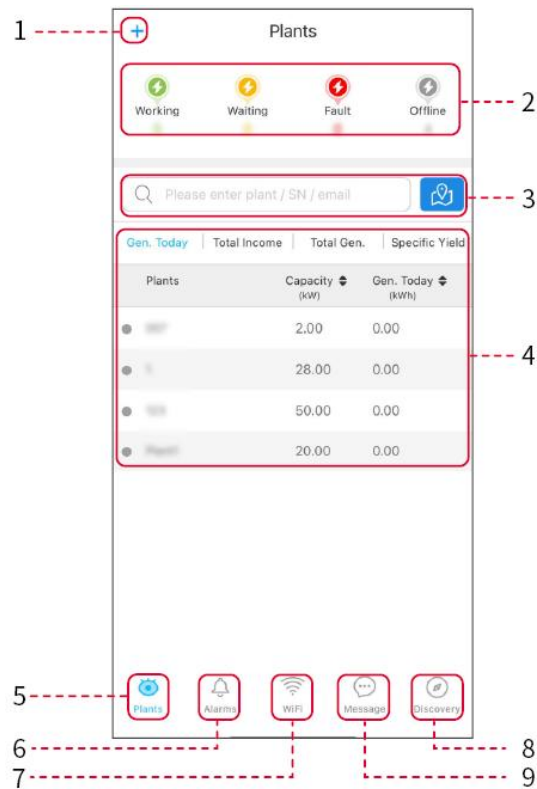 1
Plants
Working Waiting Fault Offline
2
Please enter plant / SN / email
3
Gen. Today Total Income Total Gen. Specific Yield
Plants Capacity Gen. Today
(kW) (kWh)
2.00 0.00
28.00 0.00
4
50.00 0.00
20.00 0.00
5
Plants Alarms WiFi Message Discovery
6 8
7 9